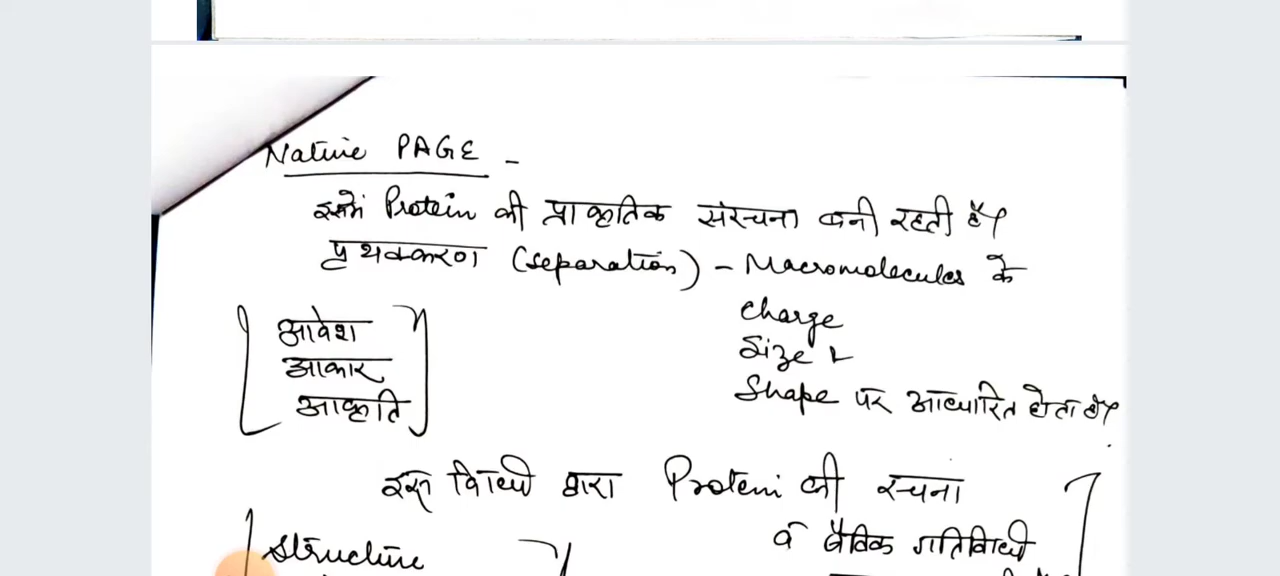 Native PAGE -
इसमें Protein की प्राकृतिक संरचना बनी रहती है।
पृथक्करण (separation) - Macromolecules के
charge
size व
shape पर आधारित होता है।
आवेश
आकार
आकृति
इस विधि द्वारा Protein की रचना
व जैविक गतिविधी
structure